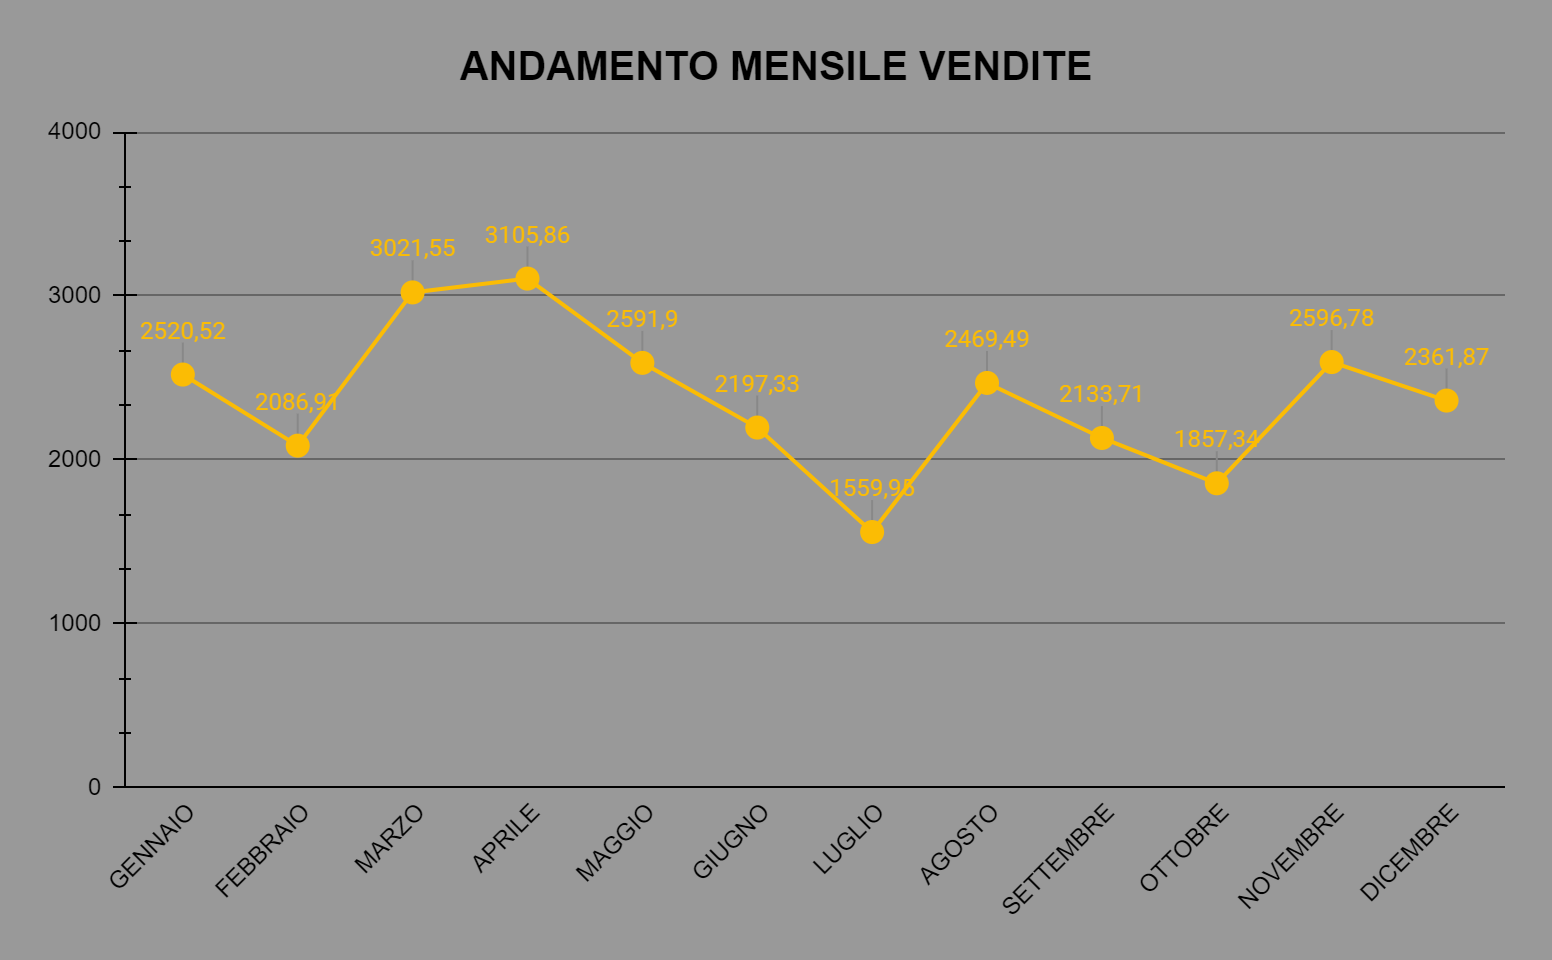 ANDAMENTO MENSILE VENDITE
4000
3000
2000
1000
0
2520,52
2086,91
3021,55
3105,86
2591,9
2197,33
1559,95
2469,49
2133,71
1857,34
2596,78
2361,87
GENNAIO
FEBBRAIO
MARZO
APRILE
MAGGIO
GIUGNO
LUGLIO
AGOSTO
SETTEMBRE
OTTOBRE
NOVEMBRE
DICEMBRE